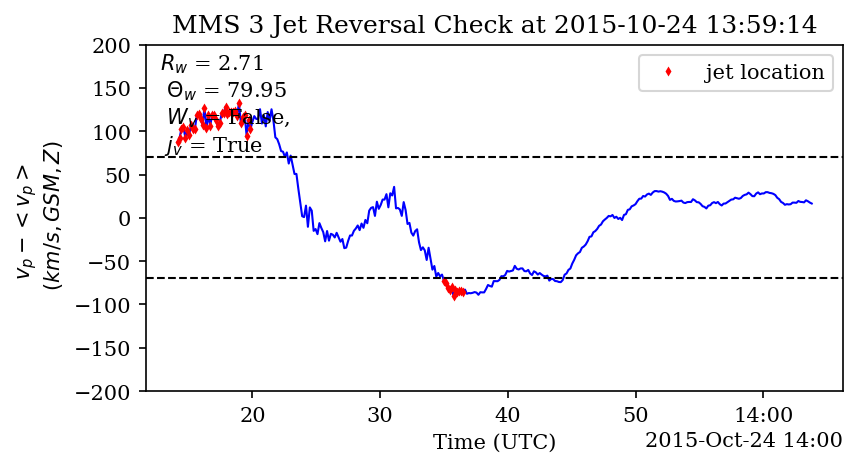 MMS 3 Jet Reversal Check at 2015-10-24 13:59:14
R_w = 2.71
Θ_w = 79.95
W_v = False,
j_v = True
jet location
200
150
100
50
0
−50
−100
−150
−200
v_p − < v_p >
(km/s, GSM, Z)
20 30 40 50 14:00
Time (UTC)
2015-Oct-24 14:00